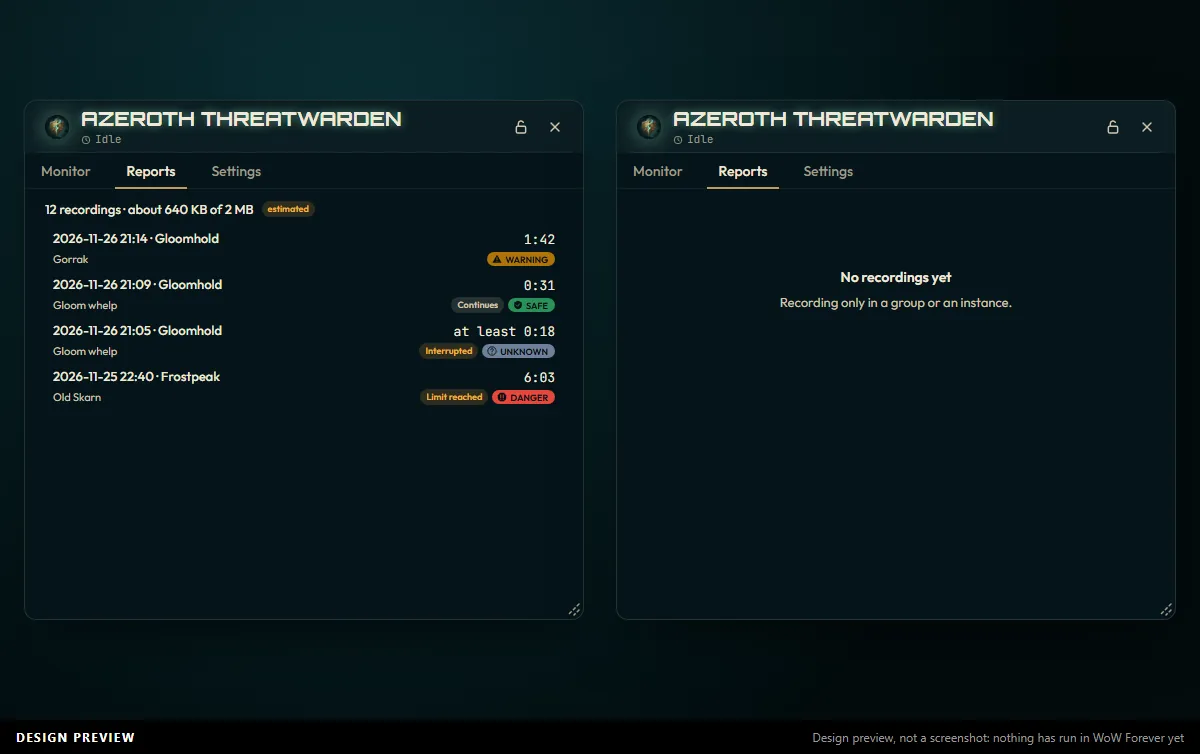 AZEROTH THREATWARDEN
Idle
Monitor Reports Settings
12 recordings · about 640 KB of 2 MB estimated
2026-11-26 21:14 · Gloomhold 1:42
Gorrak WARNING
2026-11-26 21:09 · Gloomhold 0:31
Gloom whelp Continues SAFE
2026-11-26 21:05 · Gloomhold at least 0:18
Gloom whelp Interrupted UNKNOWN
2026-11-25 22:40 · Frostpeak 6:03
Old Skarn Limit reached DANGER
AZEROTH THREATWARDEN
Idle
Monitor Reports Settings
No recordings yet
Recording only in a group or an instance.
DESIGN PREVIEW
Design preview, not a screenshot: nothing has run in WoW Forever yet